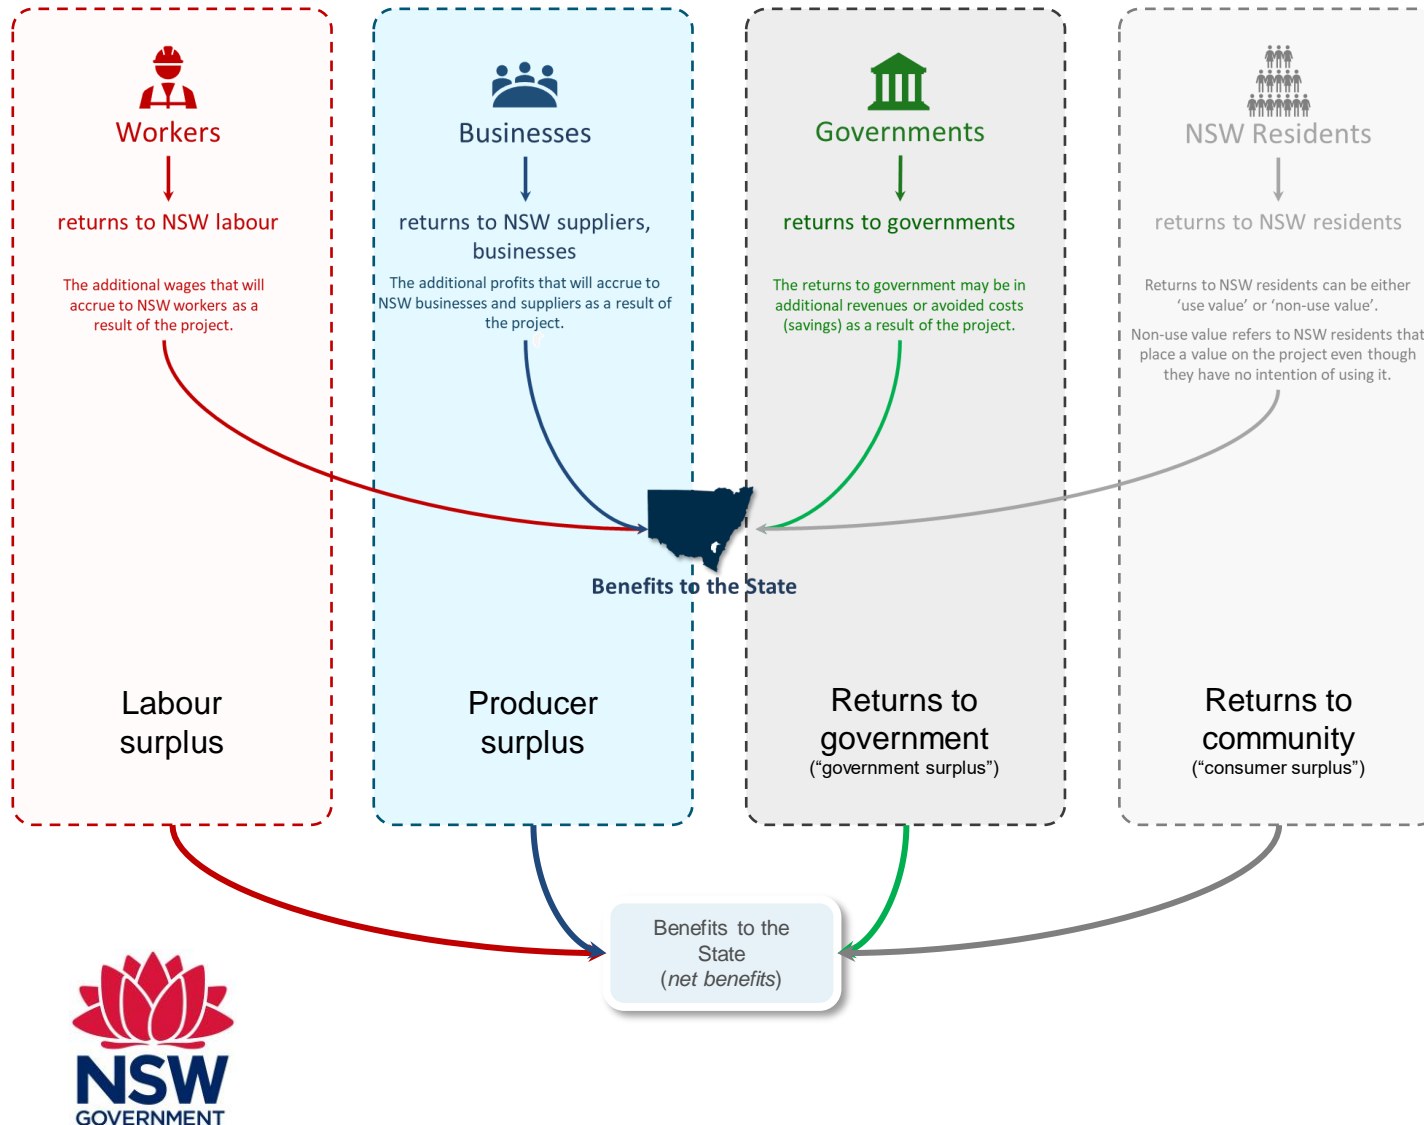 Workers
returns to NSW labour
The additional wages that will
accrue to NSW workers as a
result of the project.
Businesses
returns to NSW suppliers,
businesses
The additional profits that will accrue to
NSW businesses and suppliers as a result of
the project.
Governments
returns to governments
The returns to government may be in
additional revenues or avoided costs
(savings) as a result of the project.
NSW Residents
returns to NSW residents
Returns to NSW residents can be either
‘use value’ or ‘non-use value’.
Non-use value refers to NSW residents that
place a value on the project even though
they have no intention of using it.
Benefits to the State
Labour
surplus
Producer
surplus
Returns to
government
(“government surplus”)
Returns to
community
(“consumer surplus”)
Benefits to the
State
(net benefits)
NSW
GOVERNMENT